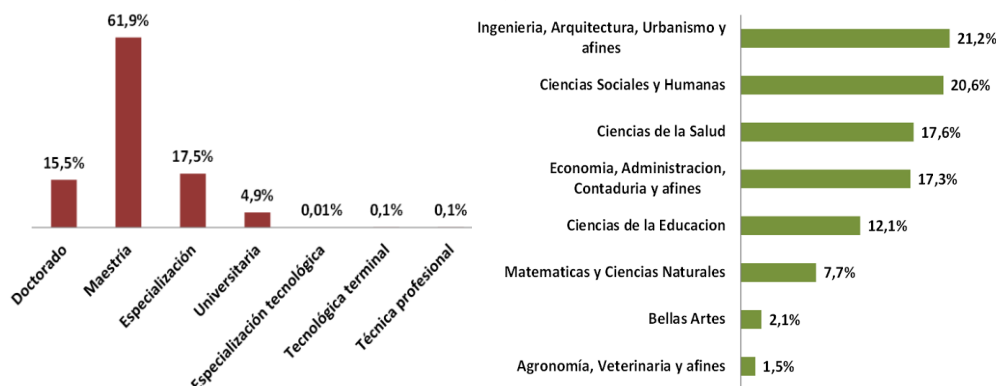 61,9%
15,5%
17,5%
4,9%
0,01%
0,1%
0,1%
Doctorado
Maestría
Especialización
Universitaria
Especialización tecnológica
Tecnológica terminal
Técnica profesional
Ingenieria, Arquitectura, Urbanismo y
afines
21,2%
Ciencias Sociales y Humanas
20,6%
Ciencias de la Salud
17,6%
Economia, Administracion,
Contaduria y afines
17,3%
Ciencias de la Educacion
12,1%
Matematicas y Ciencias Naturales
7,7%
Bellas Artes
2,1%
Agronomía, Veterinaria y afines
1,5%